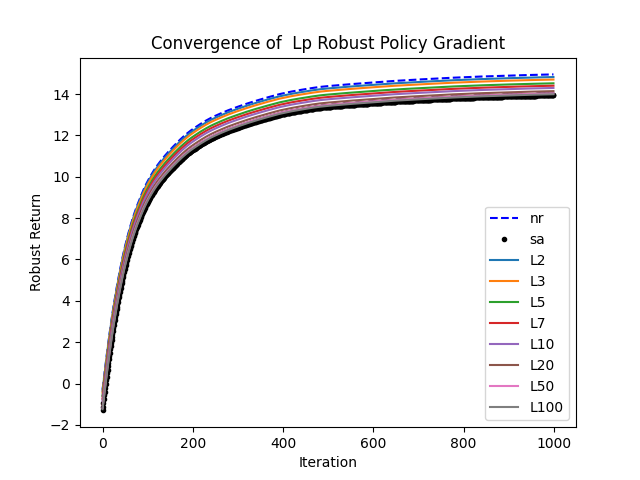 Convergence of  Lp Robust Policy Gradient
Robust Return
14
12
10
8
6
4
2
0
−2
0
200
400
600
800
1000
Iteration
nr
sa
L2
L3
L5
L7
L10
L20
L50
L100